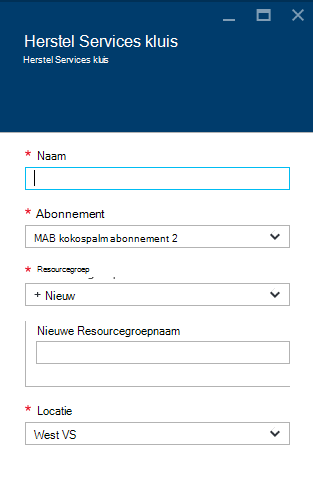 Herstel Services kluis
Herstel Services kluis
* Naam
* Abonnement
MAB kokospalm abonnement 2
* Resourcegroep
+ Nieuw
Nieuwe Resourcegroepnaam
* Locatie
West VS